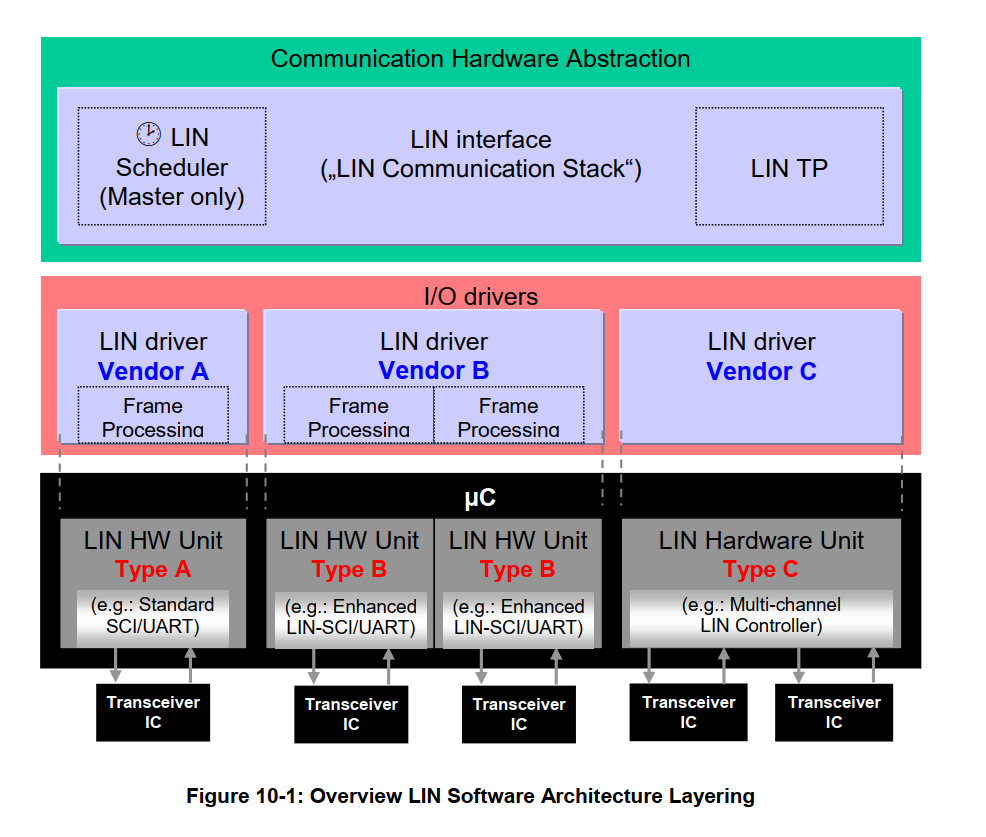 Communication Hardware Abstraction
LIN
Scheduler
(Master only)
LIN interface
(„LIN Communication Stack“)
LIN TP
I/O drivers
LIN driver
Vendor A
Frame
Processing
LIN driver
Vendor B
Frame
Processing
Frame
Processing
LIN driver
Vendor C
µC
LIN HW Unit
Type A
(e.g.: Standard
SCI/UART)
LIN HW Unit
Type B
(e.g.: Enhanced
LIN-SCI/UART)
LIN HW Unit
Type B
(e.g.: Enhanced
LIN-SCI/UART)
LIN Hardware Unit
Type C
(e.g.: Multi-channel
LIN Controller)
Transceiver
IC
Transceiver
IC
Transceiver
IC
Transceiver
IC
Transceiver
IC
Figure 10-1: Overview LIN Software Architecture Layering